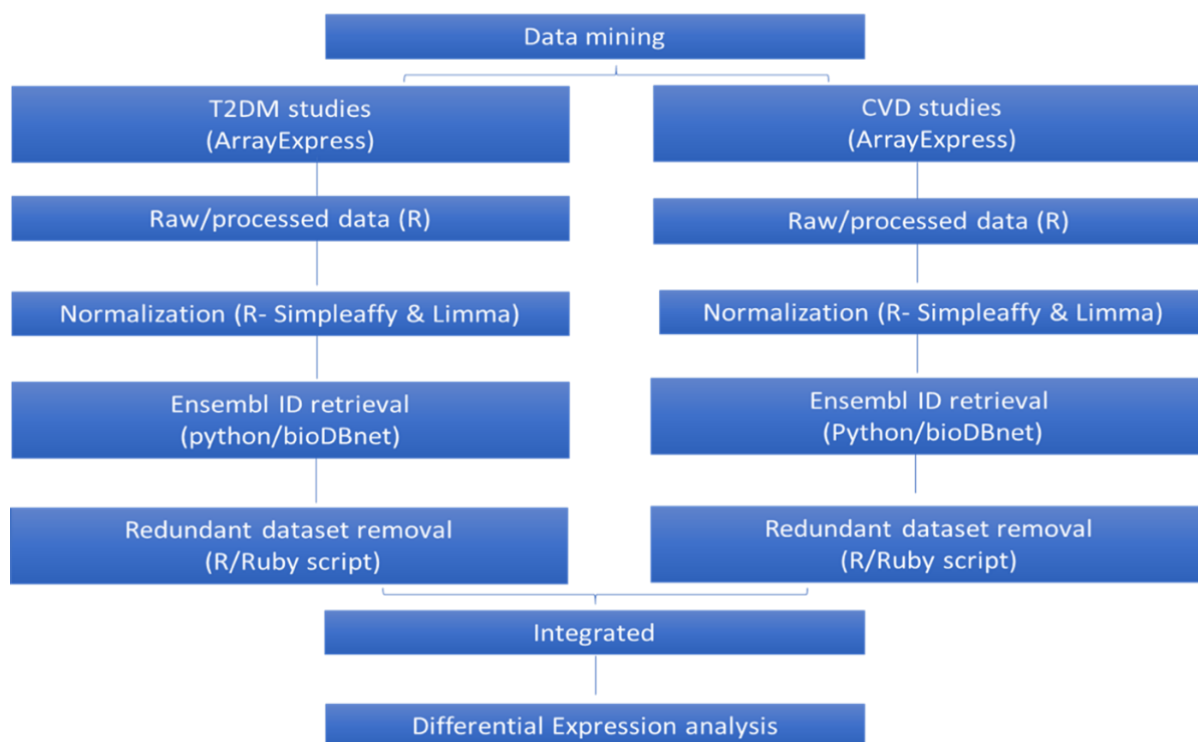 Data mining
T2DM studies
(ArrayExpress)
CVD studies
(ArrayExpress)
Raw/processed data (R)
Raw/processed data (R)
Normalization (R- Simpleaffy & Limma)
Normalization (R- Simpleaffy & Limma)
Ensembl ID retrieval
(python/bioDBnet)
Ensembl ID retrieval
(Python/bioDBnet)
Redundant dataset removal
(R/Ruby script)
Redundant dataset removal
(R/Ruby script)
Integrated
Differential Expression analysis